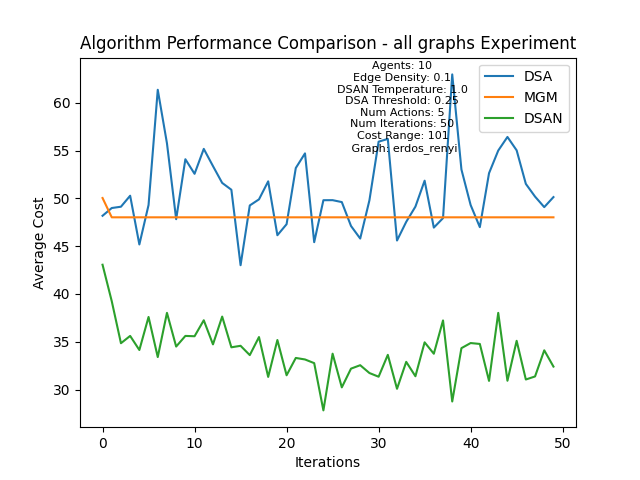 Algorithm Performance Comparison - all graphs Experiment
Agents: 10
Edge Density: 0.1
DSAN Temperature: 1.0
DSA Threshold: 0.25
Num Actions: 5
Num Iterations: 50
Cost Range: 101
Graph: erdos_renyi
DSA
MGM
DSAN
Average Cost
60
55
50
45
40
35
30
0 10 20 30 40 50
Iterations